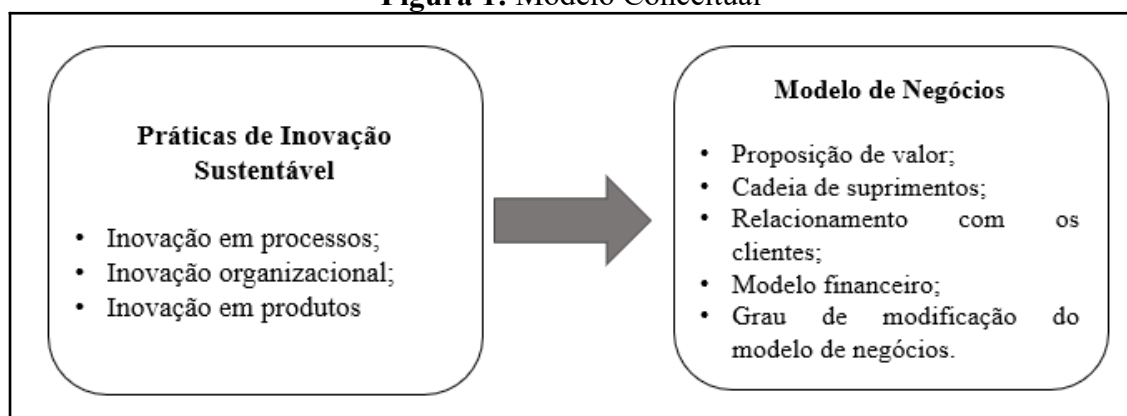 Figura 1: Modelo Conceitual
Práticas de Inovação
Sustentável
• Inovação em processos;
• Inovação organizacional;
• Inovação em produtos
Modelo de Negócios
• Proposição de valor;
• Cadeia de suprimentos;
• Relacionamento com os
clientes;
• Modelo financeiro;
• Grau de modificação do
modelo de negócios.